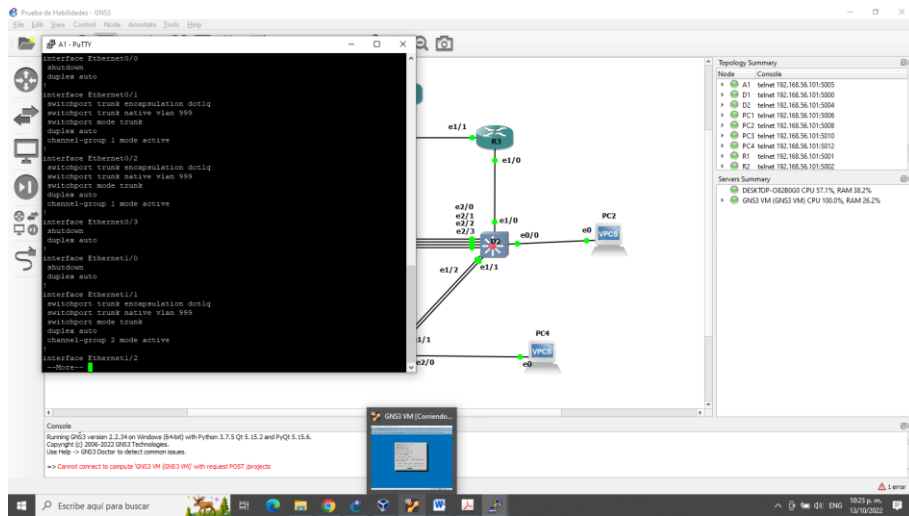 Prueba de Habilidades - GNS3
File Edit View Control Node Annotate Tools Help
A1 - PuTTY
interface Ethernet0/0
shutdown
duplex auto
!
interface Ethernet0/1
switchport trunk encapsulation dot1q
switchport trunk native vlan 999
switchport mode trunk
duplex auto
channel-group 1 mode active
!
interface Ethernet0/2
switchport trunk encapsulation dot1q
switchport trunk native vlan 999
switchport mode trunk
duplex auto
channel-group 1 mode active
!
interface Ethernet0/3
shutdown
duplex auto
!
interface Ethernet1/0
shutdown
duplex auto
!
interface Ethernet1/1
switchport trunk encapsulation dot1q
switchport trunk native vlan 999
switchport mode trunk
duplex auto
channel-group 2 mode active
!
interface Ethernet1/2
--More--
e1/1
R3
e1/0
e2/0
e2/1
e2/2
e2/3
e1/0
D2
e0/0
PC2
e0
VPCS
e1/2
e1/1
1/1
e2/0
PC4
VPCS
e0
Topology Summary
Node Console
A1 telnet 192.168.56.101:5005
D1 telnet 192.168.56.101:5000
D2 telnet 192.168.56.101:5004
PC1 telnet 192.168.56.101:5006
PC2 telnet 192.168.56.101:5008
PC3 telnet 192.168.56.101:5010
PC4 telnet 192.168.56.101:5012
R1 telnet 192.168.56.101:5001
R2 telnet 192.168.56.101:5002
Servers Summary
DESKTOP-O82B0G0 CPU 57.1%, RAM 38.2%
GNS3 VM (GNS3 VM) CPU 100.0%, RAM 26.2%
Console
Running GNS3 version 2.2.34 on Windows (64-bit) with Python 3.7.5 Qt 5.15.2 and PyQt 5.15.6.
Copyright (c) 2006-2022 GNS3 Technologies.
Use Help -> GNS3 Doctor to detect common issues.
=> Cannot connect to compute 'GNS3 VM (GNS3 VM)' with request POST /projects
GNS3 VM [Corriendo...
1 error
Escribe aquí para buscar
ENG
10:23 p. m.
13/10/2022